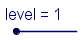 level = 1